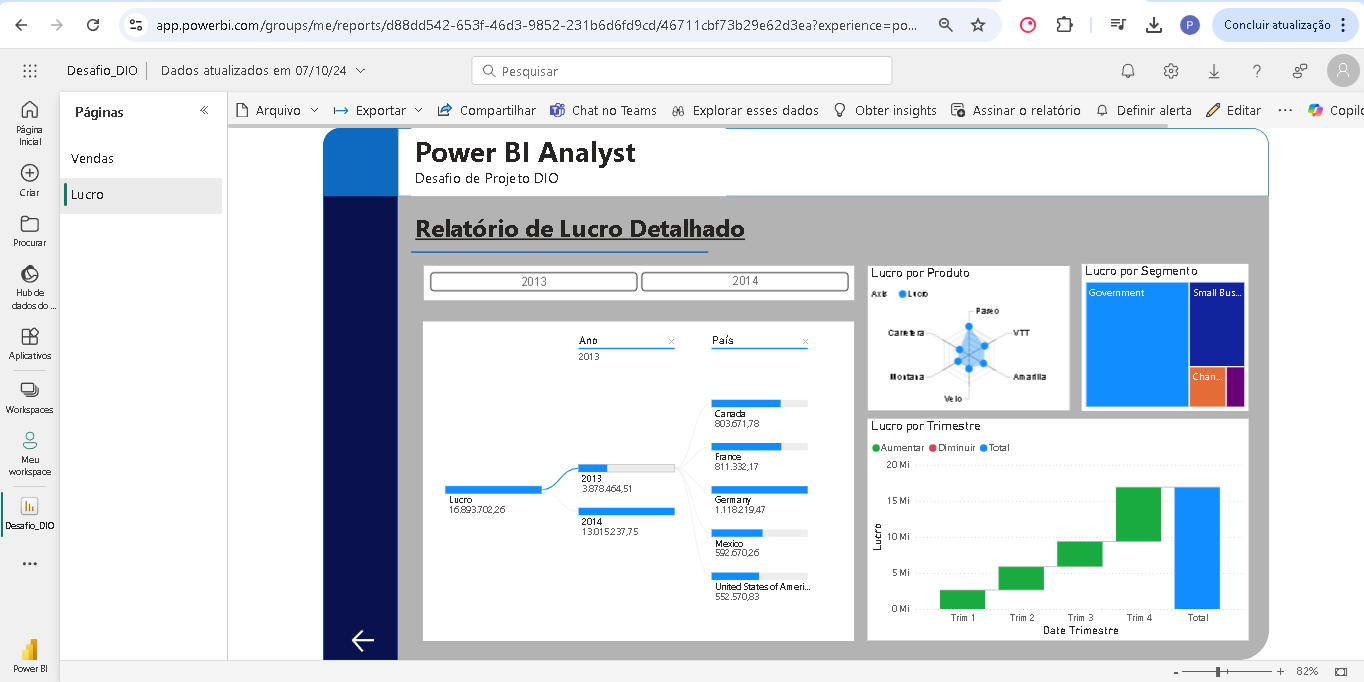 app.powerbi.com/groups/me/reports/d88dd542-653f-46d3-9852-231b6d6fd9cd/46711cbf73b29e62d3ea?experience=po...
P
Concluir atualização
Desafio_DIO
Dados atualizados em 07/10/24
Pesquisar
Página Inicial
Criar
Procurar
Hub de dados do ...
Aplicativos
Workspaces
Meu workspace
Desafio_DIO
Power BI
Páginas
Vendas
Lucro
Arquivo
Exportar
Compartilhar
Chat no Teams
Explorar esses dados
Obter insights
Assinar o relatório
Definir alerta
Editar
...
Copilo
Power BI Analyst
Desafio de Projeto DIO
Relatório de Lucro Detalhado
2013
2014
Ano
2013
País
Lucro
16.893.702,26
2013
3.878.464,51
2014
13.015.237,75
Canada
803.671,78
France
811.332,17
Germany
1.118.219,47
Mexico
592.670,26
United States of Ameri...
552.570,83
Lucro por Produto
Axis
Lucro
Paseo
VTT
Amarilla
Velo
Montana
Carretera
Lucro por Segmento
Government
Small Bus...
Chan...
Lucro por Trimestre
Aumentar
Diminuir
Total
20 Mi
15 Mi
10 Mi
5 Mi
0 Mi
Lucro
Trim 1
Trim 2
Trim 3
Trim 4
Total
Date Trimestre
- + 82%